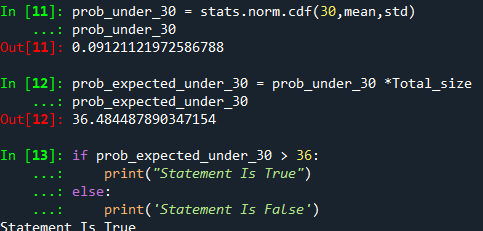 In [11]: prob_under_30 = stats.norm.cdf(30,mean,std)
    ...: prob_under_30
Out[11]: 0.09121121972586788
In [12]: prob_expected_under_30 = prob_under_30 *Total_size
    ...: prob_expected_under_30
Out[12]: 36.484487890347154
In [13]: if prob_expected_under_30 > 36:
    ...:     print("Statement Is True")
    ...: else:
    ...:     print('Statement Is False')
Statement Is True